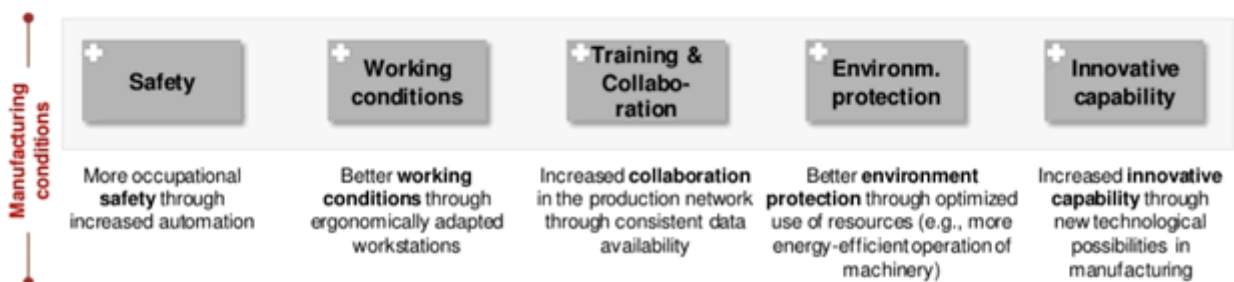 Manufacturing
conditions
Safety
Working
conditions
Training &
Collabo-
ration
Environm.
protection
Innovative
capability
More occupational
safety through
increased automation
Better working
conditions through
ergonomically adapted
workstations
Increased collaboration
in the production network
through consistent data
availability
Better environment
protection through optimized
use of resources (e.g., more
energy-efficient operation of
machinery)
Increased innovative
capability through
new technological
possibilities in
manufacturing